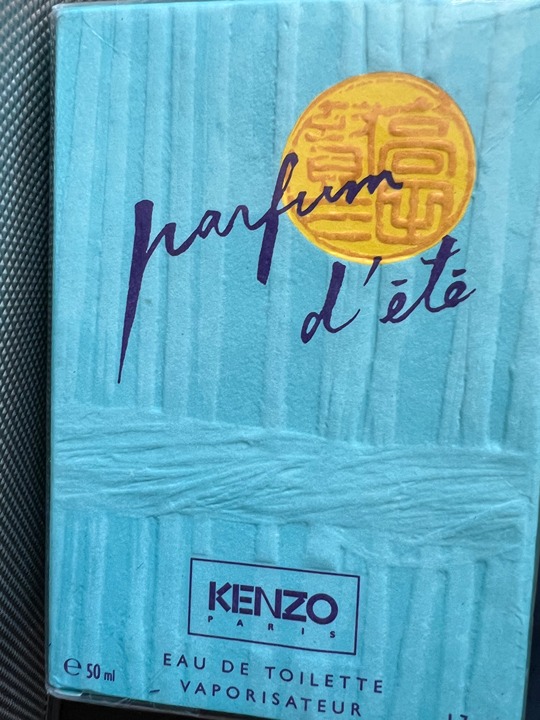 parfum
d'été
KENZO
PARIS
℮ 50 ml
EAU DE TOILETTE
VAPORISATEUR